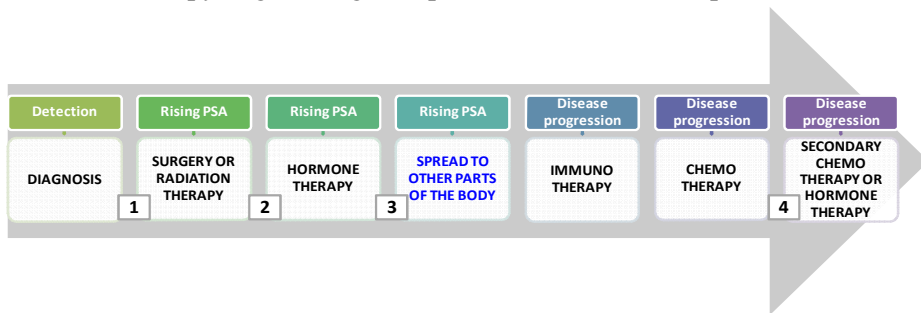 Detection
Rising PSA
Rising PSA
Rising PSA
Disease
progression
Disease
progression
Disease
progression
DIAGNOSIS
SURGERY OR
RADIATION
THERAPY
HORMONE
THERAPY
SPREAD TO
OTHER PARTS
OF THE BODY
IMMUNO
THERAPY
CHEMO
THERAPY
SECONDARY
CHEMO
THERAPY OR
HORMONE
THERAPY
1
2
3
4